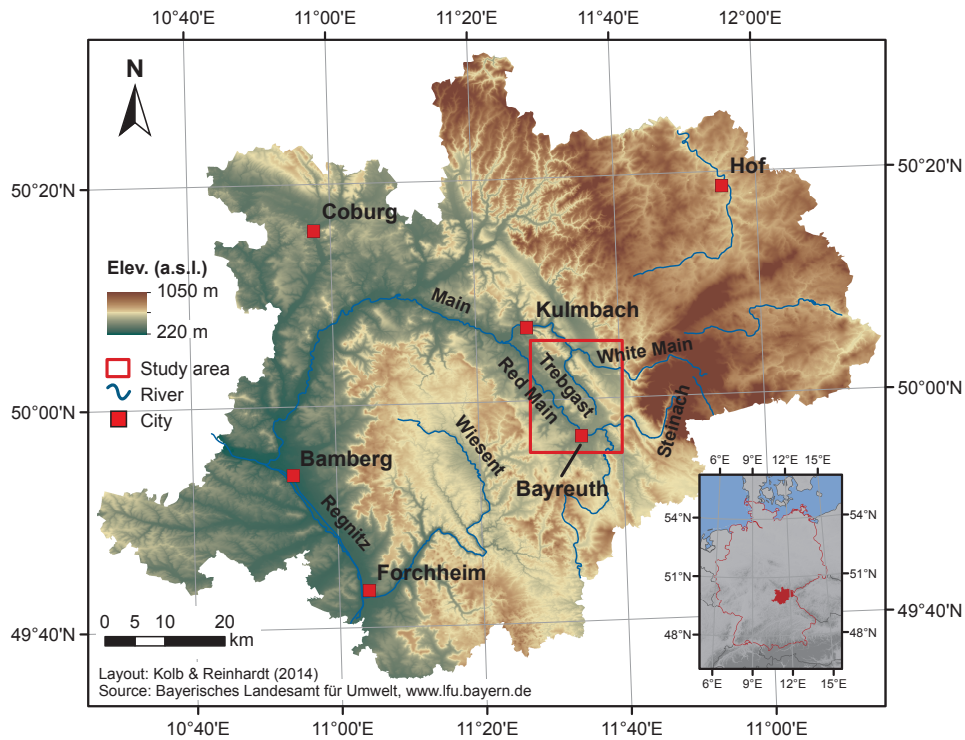 10°40'E 11°00'E 11°20'E 11°40'E 12°00'E
N
Hof
50°20'N
50°20'N
Coburg
Elev. (a.s.l.)
1050 m
220 m
Study area
River
City
Main
Kulmbach
White Main
Trebgast
Red Main
50°00'N
50°00'N
Steinach
Wiesent
Bamberg
Bayreuth
Regnitz
Forchheim
0 5 10 20
km
49°40'N
49°40'N
6°E 9°E 12°E 15°E
54°N
54°N
51°N
51°N
48°N
48°N
6°E 9°E 12°E 15°E
Layout: Kolb & Reinhardt (2014)
Source: Bayerisches Landesamt für Umwelt, www.lfu.bayern.de
10°40'E 11°00'E 11°20'E 11°40'E 11°00'E